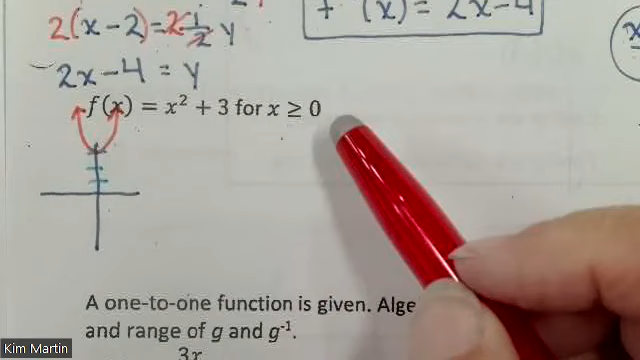 2(x-2)=2·½ y
f⁻¹(x) = 2x-4
2x-4 = y
f(x) = x² + 3 for x ≥ 0
A one-to-one function is given. Alge
and range of g and g⁻¹.
3x
Kim Martin